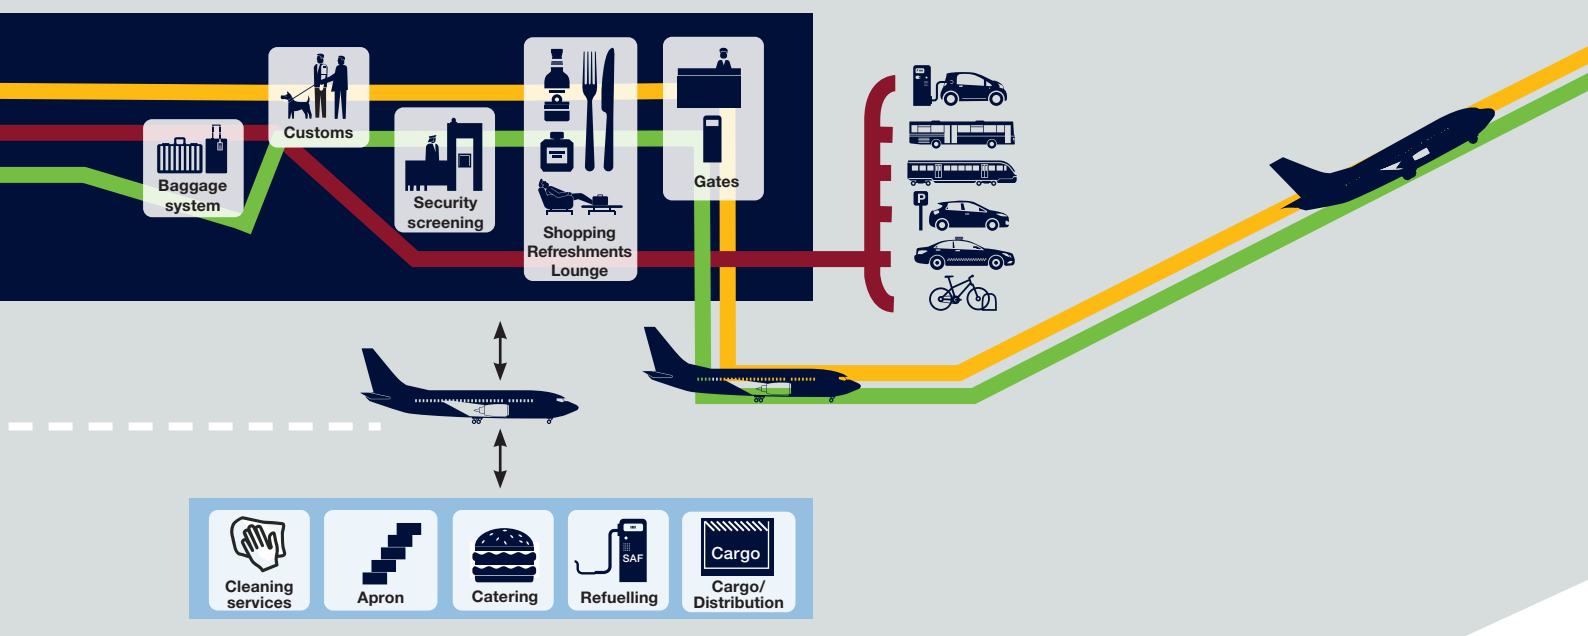 Customs
Baggage
system
Security
screening
Shopping
Refreshments
Lounge
Gates
P
Cleaning
services
Apron
Catering
SAF
Refuelling
Cargo
Cargo/
Distribution